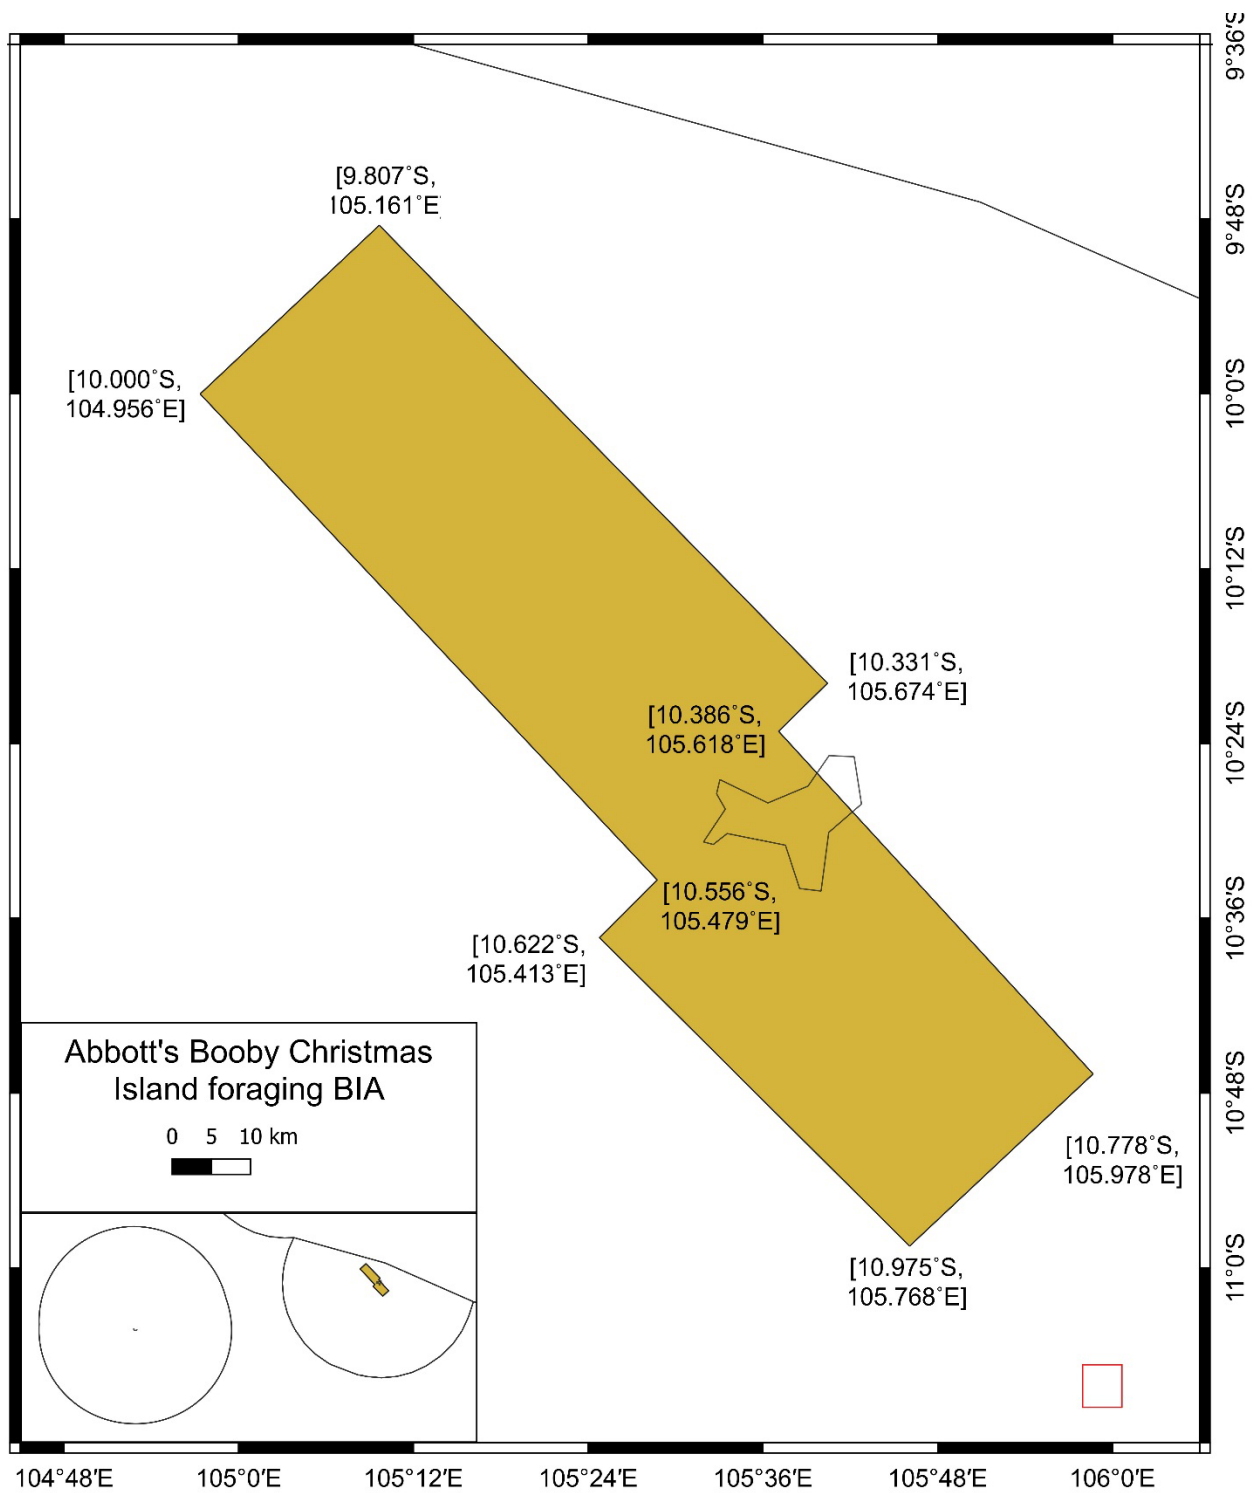 9°36'S
[9.807°S,
105.161°E
9°48'S
[10.000°S,
104.956°E]
10°0'S
10°12'S
[10.331°S,
105.674°E]
[10.386°S,
105.618°E]
10°24'S
[10.556°S,
105.479°E]
10°36'S
[10.622°S,
105.413°E]
Abbott's Booby Christmas
Island foraging BIA
0 5 10 km
10°48'S
[10.778°S,
105.978°E]
11°0'S
[10.975°S,
105.768°E]
104°48'E 105°0'E 105°12'E 105°24'E 105°36'E 105°48'E 106°0'E